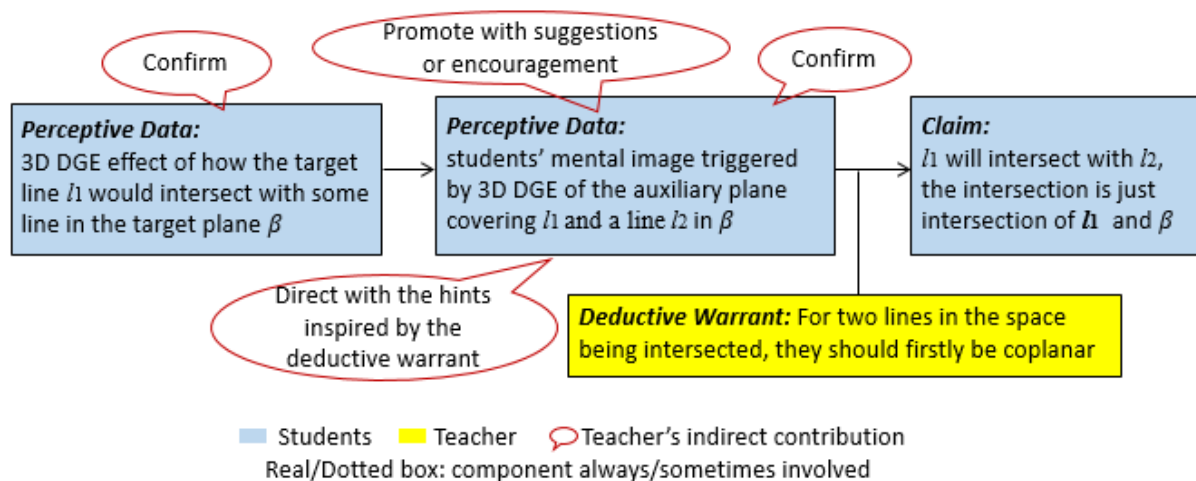 Confirm
Promote with suggestions
or encouragement
Confirm
Perceptive Data:
3D DGE effect of how the target
line l1 would intersect with some
line in the target plane β
Perceptive Data:
students' mental image triggered
by 3D DGE of the auxiliary plane
covering l1 and a line l2 in β
Claim:
l1 will intersect with l2,
the intersection is just
intersection of l1 and β
Direct with the hints
inspired by the
deductive warrant
Deductive Warrant: For two lines in the space
being intersected, they should firstly be coplanar
Students Teacher Teacher's indirect contribution
Real/Dotted box: component always/sometimes involved